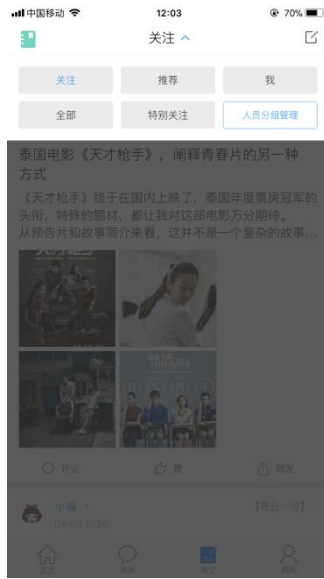 中国移动 12:03 70%
关注
关注 推荐 我
全部 特别关注 人员分组管理
泰国电影《天才枪手》，阐释青春片的另一种
方式
《天才枪手》终于在国内上映了，泰国年度票房冠军的
头衔，特殊的题材，都让我对这部电影万分期待。
从预告片和故事简介来看，这并不是一个复杂的故事...
评论 赞 转发
笔记